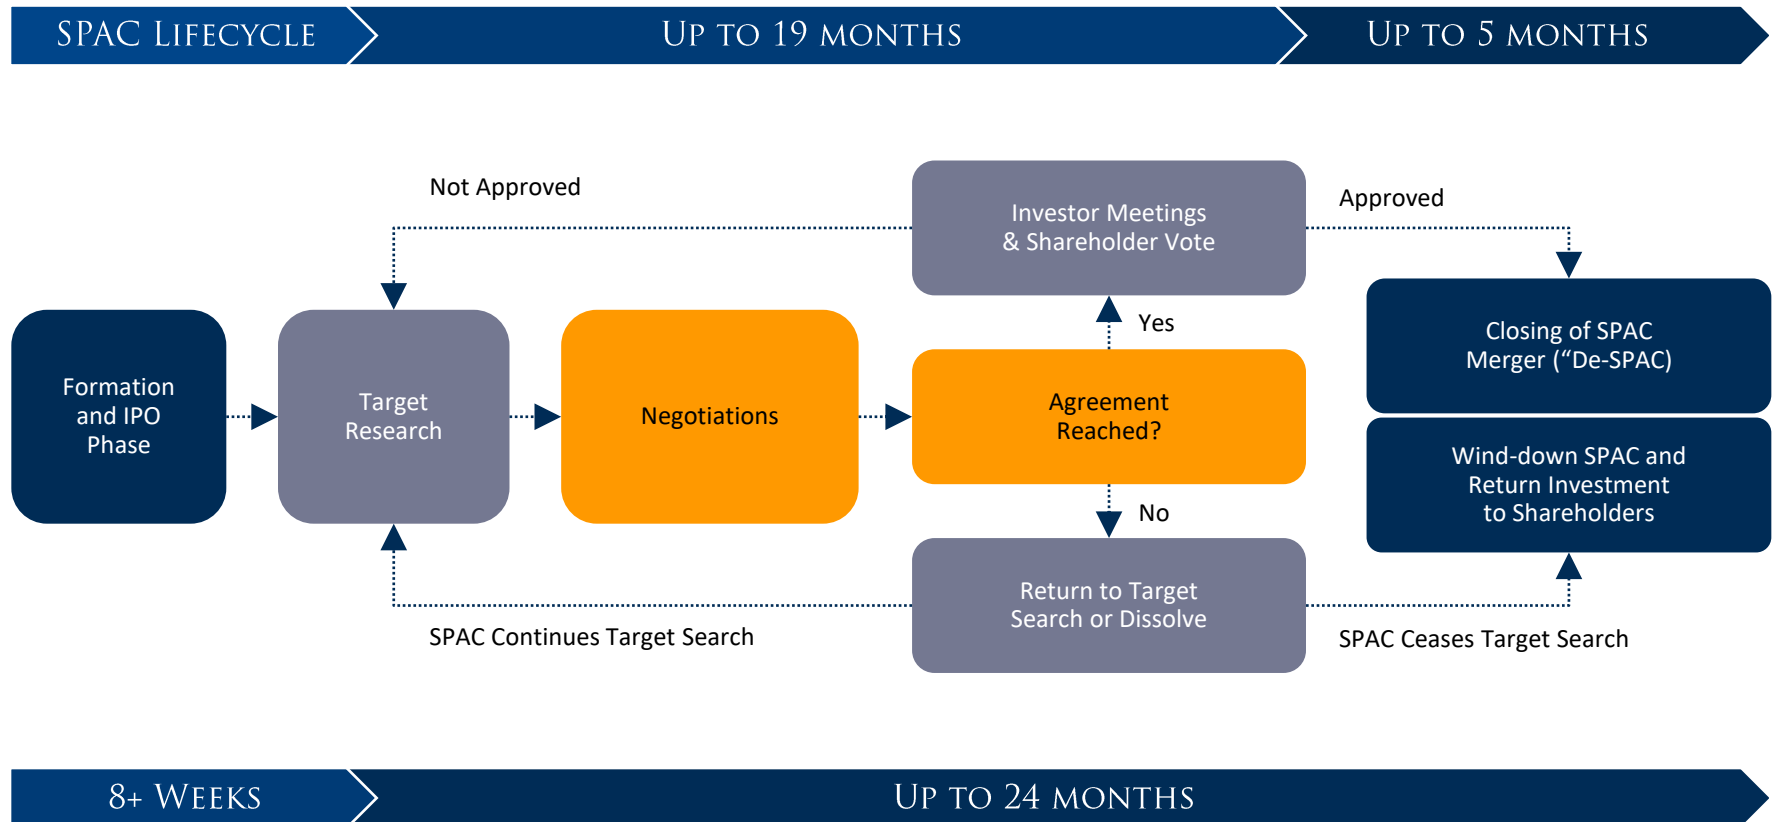 SPAC LIFECYCLE
UP TO 19 MONTHS
UP TO 5 MONTHS
Not Approved
Investor Meetings
& Shareholder Vote
Approved
Formation
and IPO
Phase
Target
Research
Negotiations
Yes
Agreement
Reached?
No
Closing of SPAC
Merger (“De-SPAC)
Wind-down SPAC and
Return Investment
to Shareholders
SPAC Continues Target Search
Return to Target
Search or Dissolve
SPAC Ceases Target Search
8+ WEEKS
UP TO 24 MONTHS